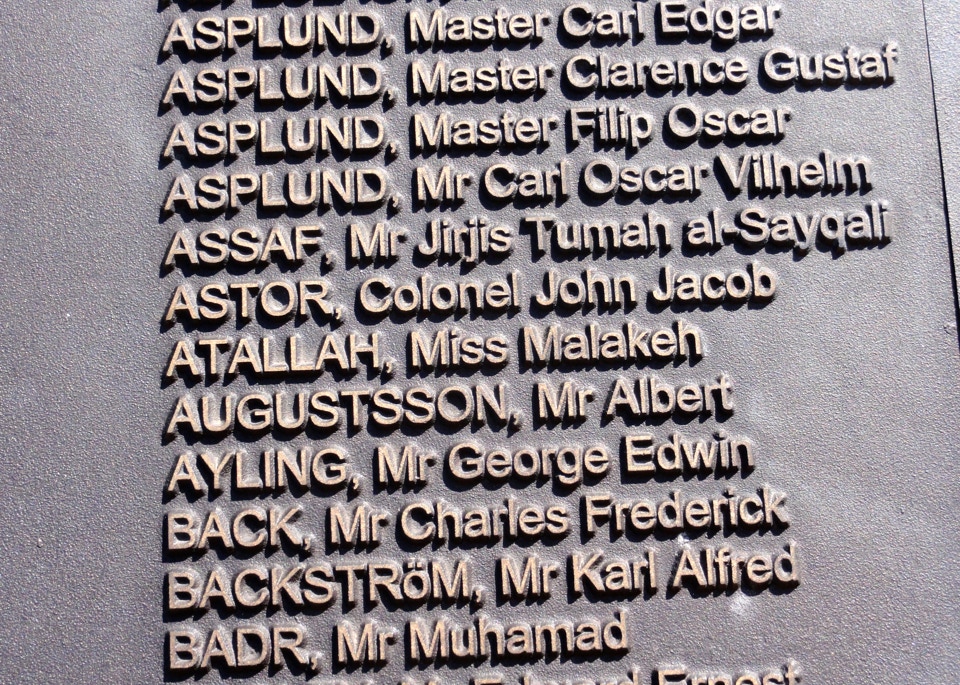 ASPLUND, Master Carl Edgar
ASPLUND, Master Clarence Gustaf
ASPLUND, Master Filip Oscar
ASPLUND, Mr Carl Oscar Vilhelm
ASSAF, Mr Jirjis Tumah al-Sayqali
ASTOR, Colonel John Jacob
ATALLAH, Miss Malakeh
AUGUSTSSON, Mr Albert
AYLING, Mr George Edwin
BACK, Mr Charles Frederick
BACKSTRöM, Mr Karl Alfred
BADR, Mr Muhamad
Edward Ernest